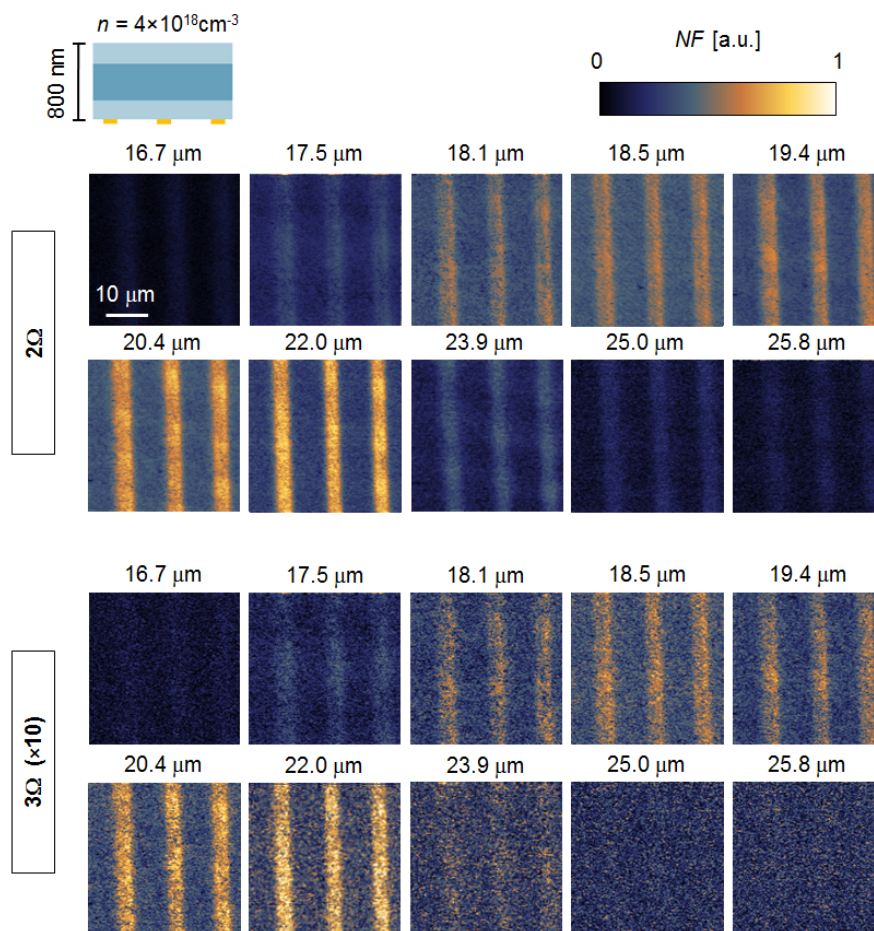 n = 4×10¹⁸cm⁻³
800 nm
NF [a.u.]
0 1
2Ω
16.7 μm 17.5 μm 18.1 μm 18.5 μm 19.4 μm
10 μm
20.4 μm 22.0 μm 23.9 μm 25.0 μm 25.8 μm
3Ω (×10)
16.7 μm 17.5 μm 18.1 μm 18.5 μm 19.4 μm
20.4 μm 22.0 μm 23.9 μm 25.0 μm 25.8 μm